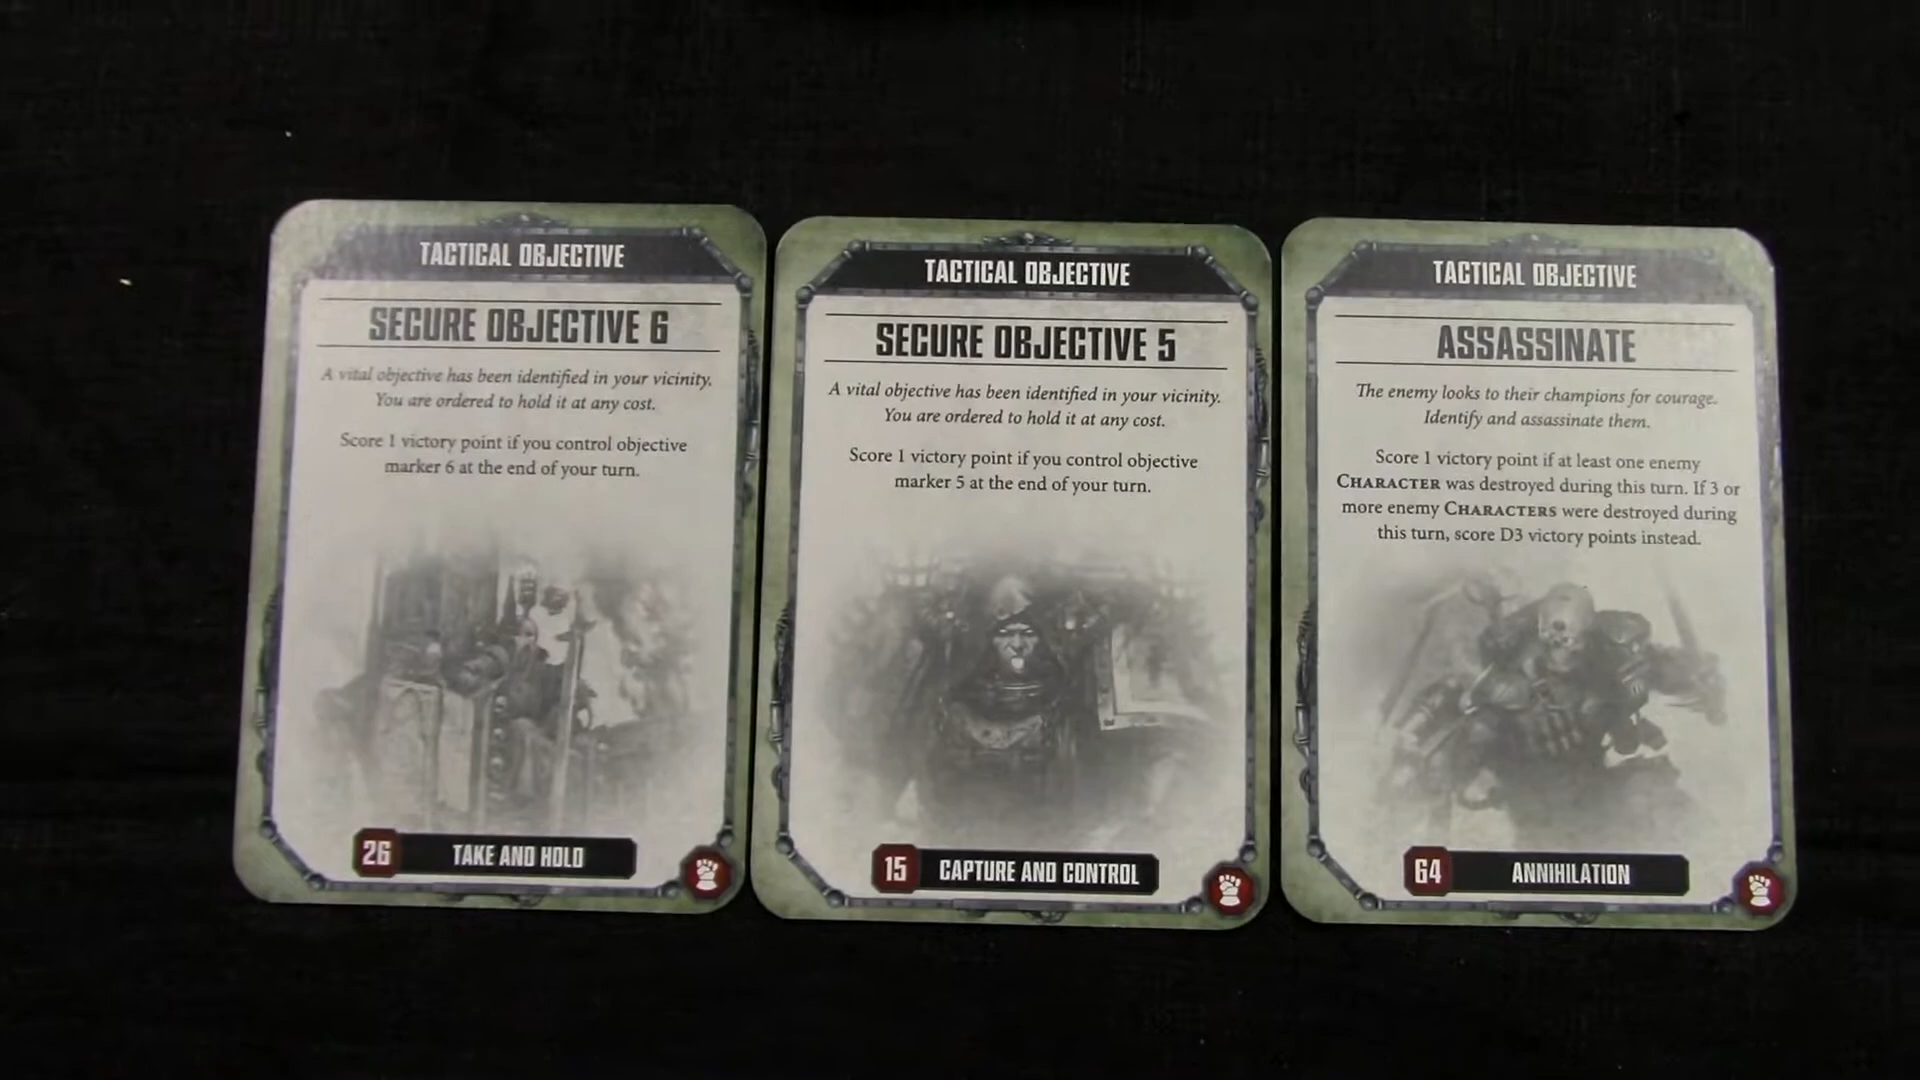 TACTICAL OBJECTIVE
SECURE OBJECTIVE 6
A vital objective has been identified in your vicinity.
You are ordered to hold it at any cost.
Score 1 victory point if you control objective
marker 6 at the end of your turn.
26 TAKE AND HOLD
TACTICAL OBJECTIVE
SECURE OBJECTIVE 5
A vital objective has been identified in your vicinity.
You are ordered to hold it at any cost.
Score 1 victory point if you control objective
marker 5 at the end of your turn.
15 CAPTURE AND CONTROL
TACTICAL OBJECTIVE
ASSASSINATE
The enemy looks to their champions for courage.
Identify and assassinate them.
Score 1 victory point if at least one enemy
CHARACTER was destroyed during this turn. If 3 or
more enemy CHARACTERS were destroyed during
this turn, score D3 victory points instead.
64 ANNIHILATION